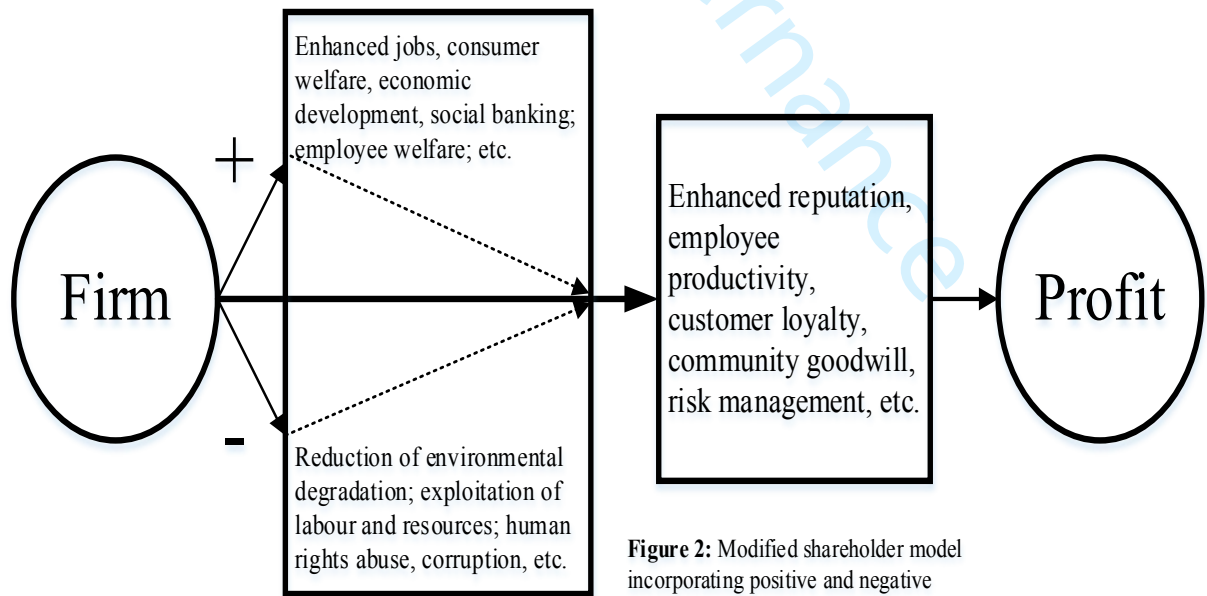 Enhanced jobs, consumer
welfare, economic
development, social banking;
employee welfare; etc.
+
Firm
-
Reduction of environmental
degradation; exploitation of
labour and resources; human
rights abuse, corruption, etc.
Enhanced reputation,
employee
productivity,
customer loyalty,
community goodwill,
risk management, etc.
Profit
Figure 2: Modified shareholder model
incorporating positive and negative